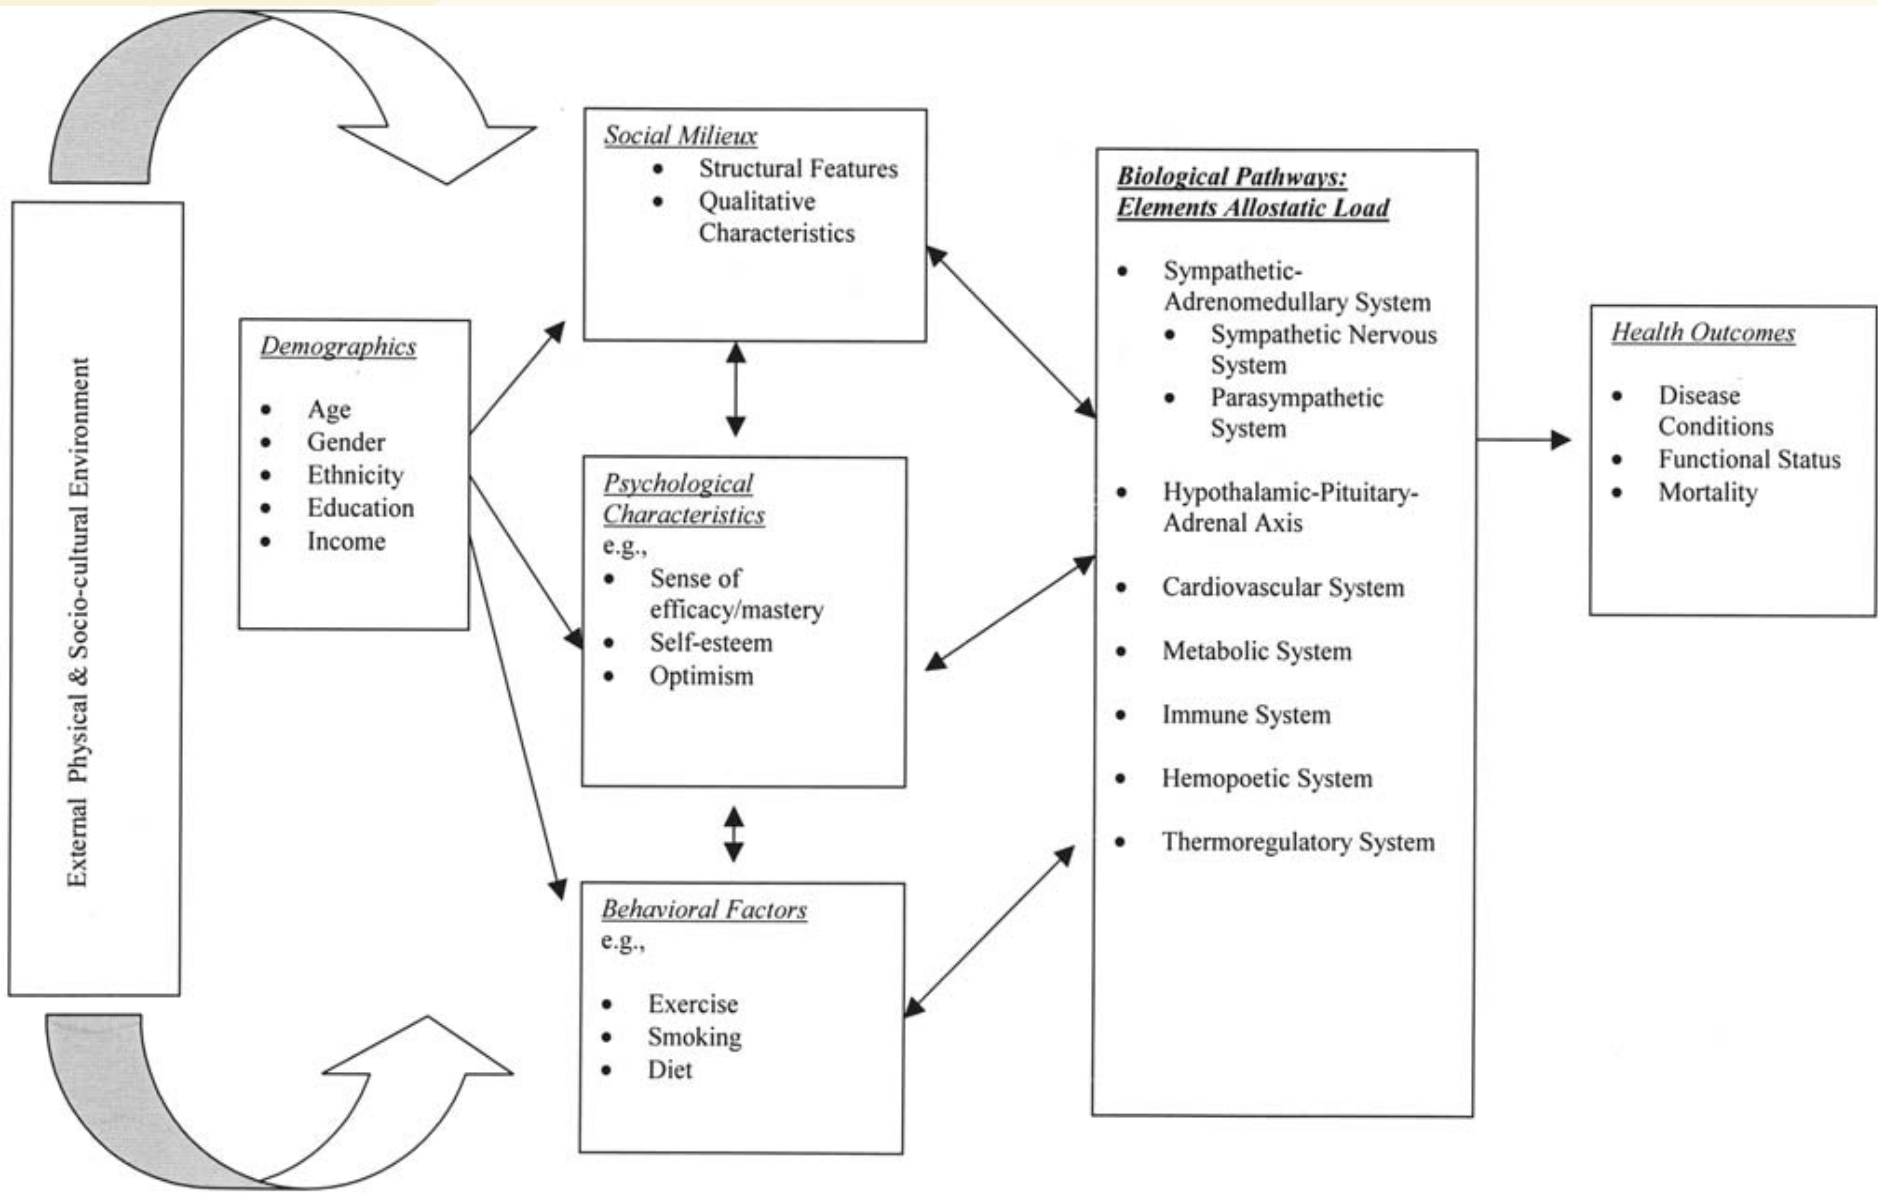 External Physical & Socio-cultural Environment
Demographics
• Age
• Gender
• Ethnicity
• Education
• Income
Social Milieux
• Structural Features
• Qualitative
Characteristics
Psychological
Characteristics
e.g.,
• Sense of
efficacy/mastery
• Self-esteem
• Optimism
Behavioral Factors
e.g.,
• Exercise
• Smoking
• Diet
Biological Pathways:
Elements Allostatic Load
• Sympathetic-
Adrenomedullary System
• Sympathetic Nervous
System
• Parasympathetic
System
• Hypothalamic-Pituitary-
Adrenal Axis
• Cardiovascular System
• Metabolic System
• Immune System
• Hemopoetic System
• Thermoregulatory System
Health Outcomes
• Disease
Conditions
• Functional Status
• Mortality